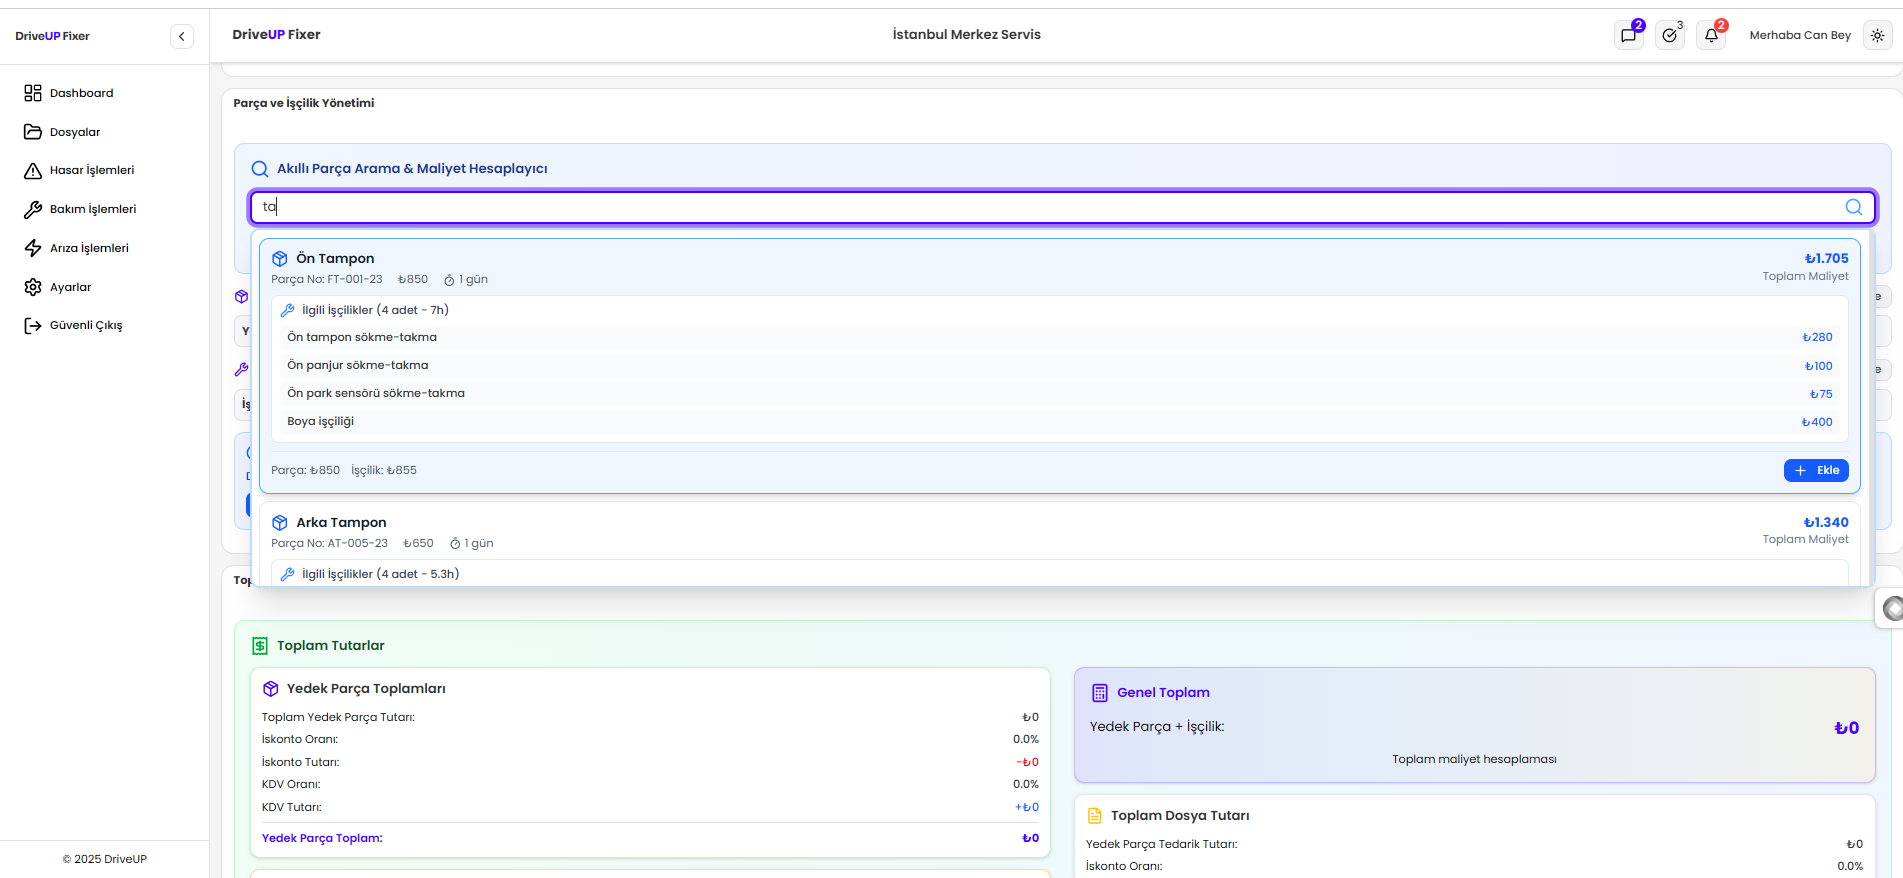 DriveUP Fixer
DriveUP Fixer
İstanbul Merkez Servis
2
3
2
Merhaba Can Bey
Dashboard
Dosyalar
Hasar İşlemleri
Bakım İşlemleri
Arıza İşlemleri
Ayarlar
Güvenli Çıkış
© 2025 DriveUP
Parça ve İşçilik Yönetimi
Akıllı Parça Arama & Maliyet Hesaplayıcı
ta
Ön Tampon
₺1.705
Parça No: FT-001-23 ₺850 1 gün
Toplam Maliyet
İlgili İşçilikler (4 adet - 7h)
Ön tampon sökme-takma ₺280
Ön panjur sökme-takma ₺100
Ön park sensörü sökme-takma ₺75
Boya işçiliği ₺400
Parça: ₺850 İşçilik: ₺855
+ Ekle
Arka Tampon
₺1.340
Parça No: AT-005-23 ₺650 1 gün
Toplam Maliyet
İlgili İşçilikler (4 adet - 5.3h)
Toplam Tutarlar
Yedek Parça Toplamları
Toplam Yedek Parça Tutarı: ₺0
İskonto Oranı: 0.0%
İskonto Tutarı: -₺0
KDV Oranı: 0.0%
KDV Tutarı: +₺0
Yedek Parça Toplam: ₺0
Genel Toplam
Yedek Parça + İşçilik: ₺0
Toplam maliyet hesaplaması
Toplam Dosya Tutarı
Yedek Parça Tedarik Tutarı: ₺0
İskonto Oranı: 0.0%